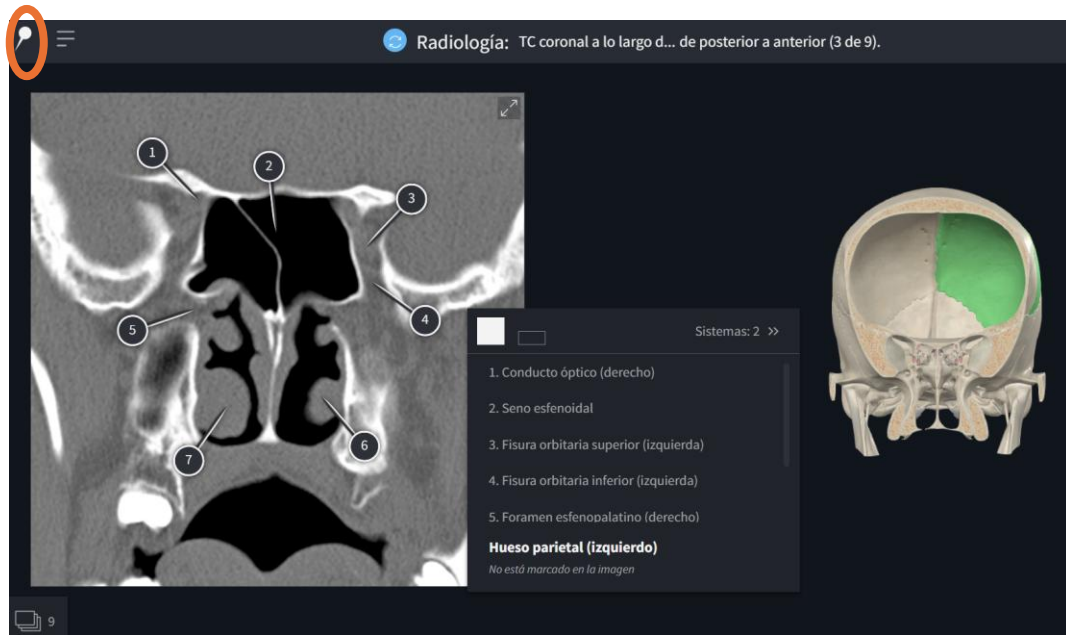 Radiología: TC coronal a lo largo d... de posterior a anterior (3 de 9).
1
2
3
4
5
6
7
Sistemas: 2 »
1. Conducto óptico (derecho)
2. Seno esfenoidal
3. Fisura orbitaria superior (izquierda)
4. Fisura orbitaria inferior (izquierda)
5. Foramen esfenopalatino (derecho)
Hueso parietal (izquierdo)
No está marcado en la imagen
9